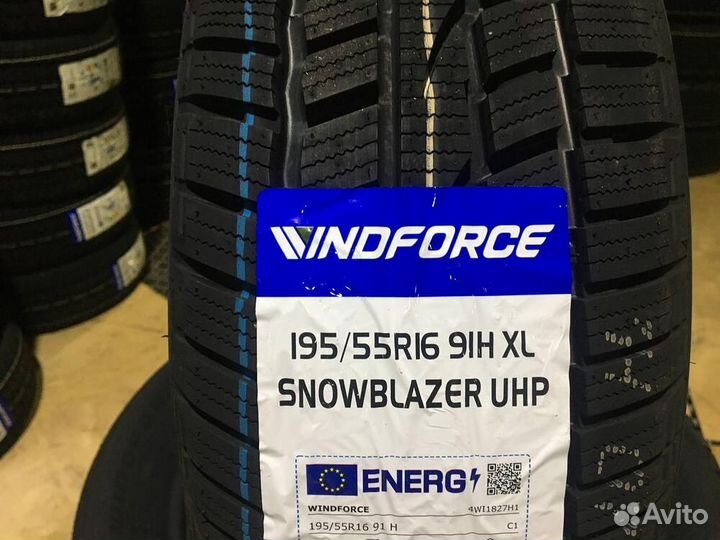 WINDFORCE
195/55R16 91H XL
SNOWBLAZER UHP
ENERG
WINDFORCE 4WI1827H1
195/55R16 91 H C1
Avito